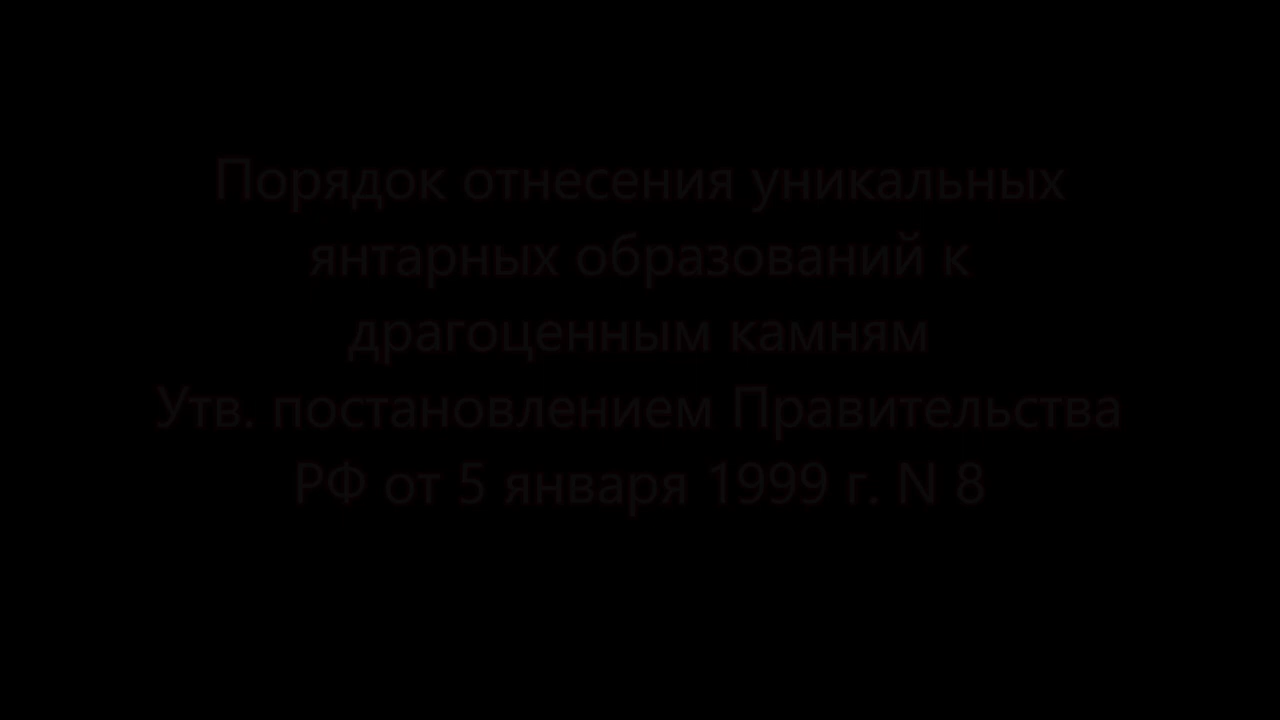 Порядок отнесения уникальных
янтарных образований к
драгоценным камням
Утв. постановлением Правительства
РФ от 5 января 1999 г. N 8